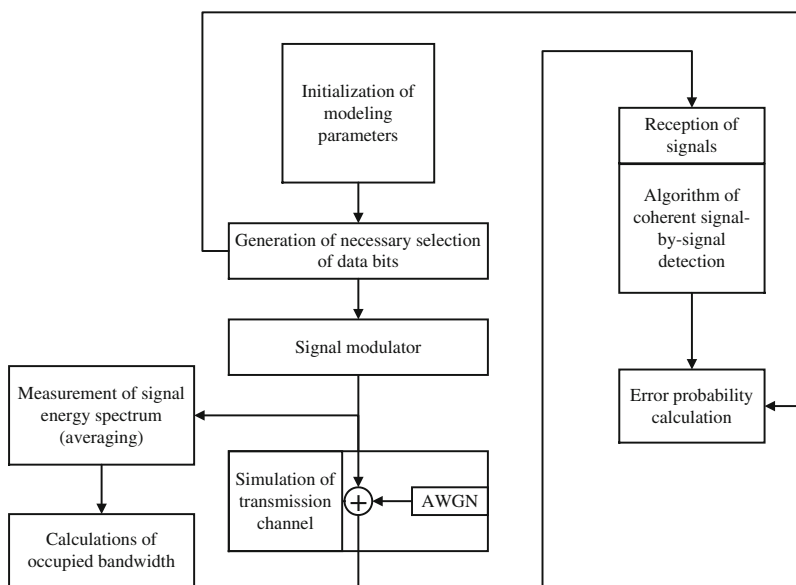 Initialization of
modeling
parameters
Generation of necessary selection
of data bits
Signal modulator
Measurement of signal
energy spectrum
(averaging)
Calculations of
occupied bandwidth
Simulation of
transmission
channel
+
AWGN
Reception of
signals
Algorithm of
coherent signal-
by-signal
detection
Error probability
calculation